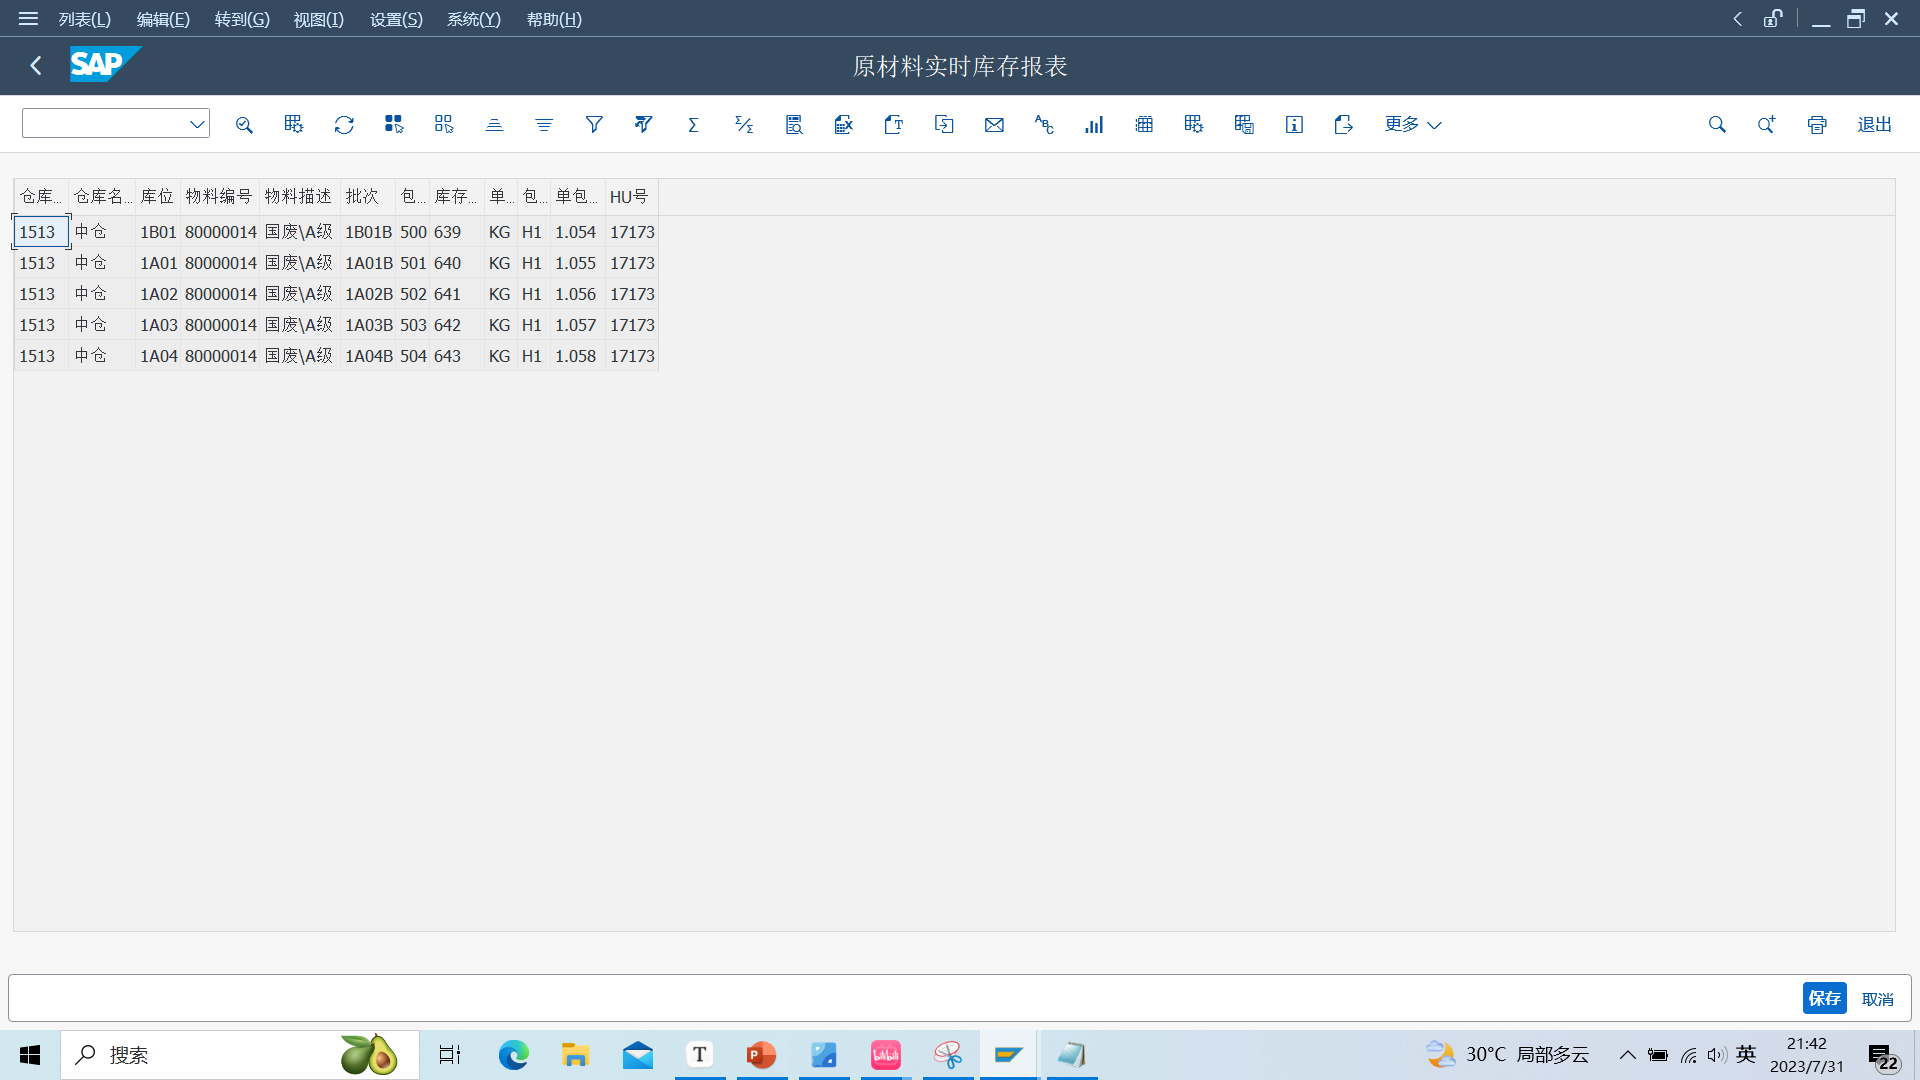 列表(L) 编辑(E) 转到(G) 视图(I) 设置(S) 系统(Y) 帮助(H)
SAP 原材料实时库存报表
更多 退出
仓库... 仓库名... 库位 物料编号 物料描述 批次 包... 库存... 单... 包... 单包... HU号
1513 中仓 1B01 80000014 国废\A级 1B01B 500 639 KG H1 1.054 17173
1513 中仓 1A01 80000014 国废\A级 1A01B 501 640 KG H1 1.055 17173
1513 中仓 1A02 80000014 国废\A级 1A02B 502 641 KG H1 1.056 17173
1513 中仓 1A03 80000014 国废\A级 1A03B 503 642 KG H1 1.057 17173
1513 中仓 1A04 80000014 国废\A级 1A04B 504 643 KG H1 1.058 17173
保存 取消
搜索 T P bilibili 30°C 局部多云 英 21:42
2023/7/31 22